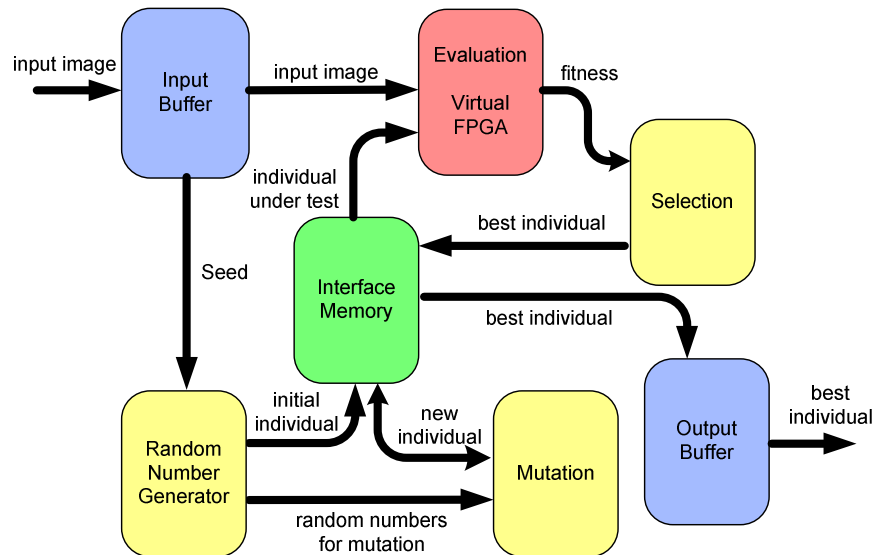 input image
Input
Buffer
input image
Evaluation
Virtual
FPGA
fitness
individual
under test
Selection
best individual
Seed
Interface
Memory
best individual
initial
individual
new
individual
best
individual
Random
Number
Generator
Mutation
Output
Buffer
random numbers
for mutation